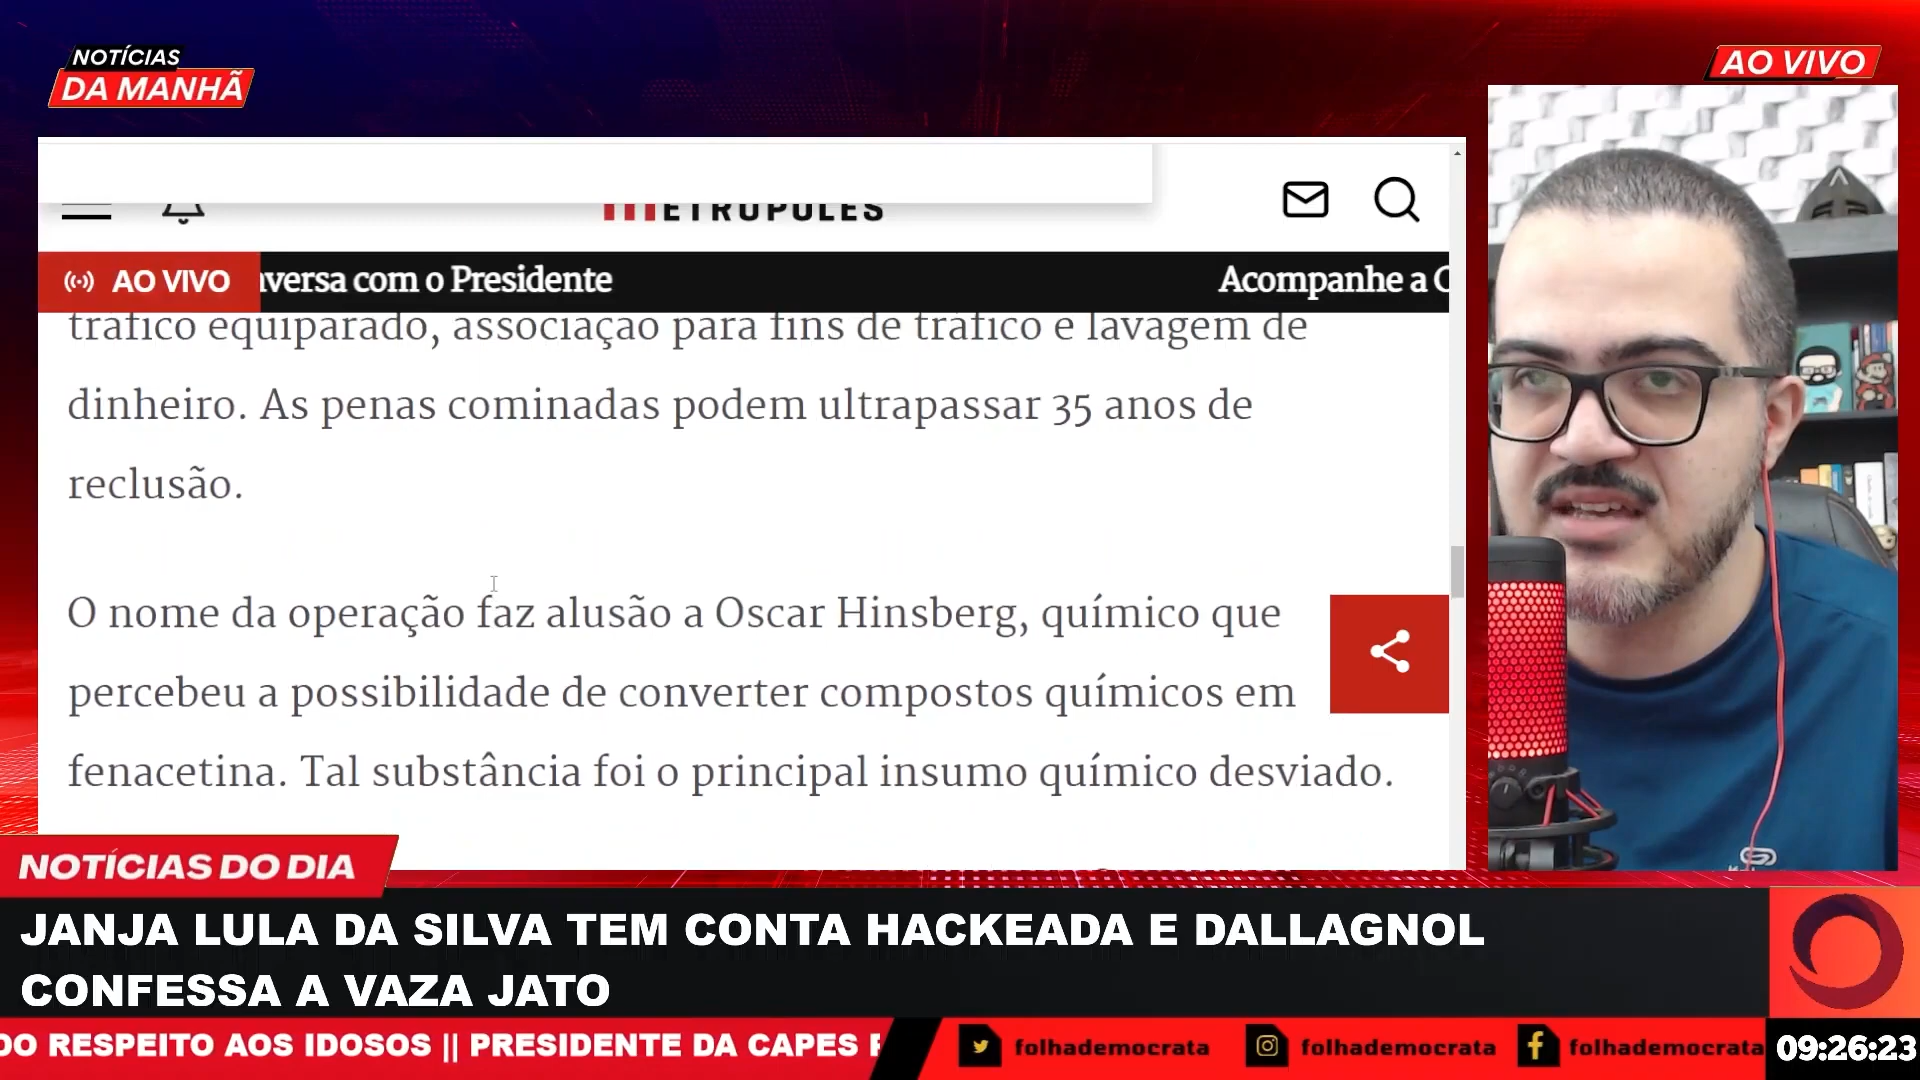 NOTÍCIAS
DA MANHÃ
AO VIVO
METRÓPOLES
AO VIVO
nversa com o Presidente
Acompanhe a C
tráfico equiparado, associação para fins de tráfico e lavagem de
dinheiro. As penas cominadas podem ultrapassar 35 anos de
reclusão.
O nome da operação faz alusão a Oscar Hinsberg, químico que
percebeu a possibilidade de converter compostos químicos em
fenacetina. Tal substância foi o principal insumo químico desviado.
NOTÍCIAS DO DIA
JANJA LULA DA SILVA TEM CONTA HACKEADA E DALLAGNOL
CONFESSA A VAZA JATO
DO RESPEITO AOS IDOSOS || PRESIDENTE DA CAPES
folhademocrata
folhademocrata
folhademocrata
09:26:23